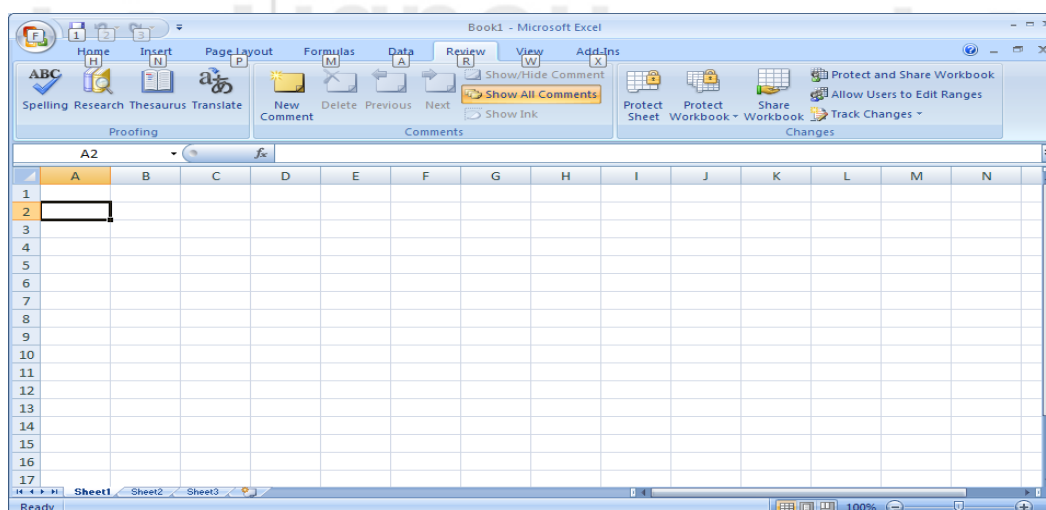 Book1 - Microsoft Excel
F 1 2 3
Home Insert Page Layout Formulas Data Review View Add-Ins
H N P M A R W X
ABC
Spelling Research Thesaurus Translate
Proofing
New Comment
Delete Previous Next
Show/Hide Comment
Show All Comments
Show Ink
Comments
Protect Sheet
Protect Workbook
Share Workbook
Protect and Share Workbook
Allow Users to Edit Ranges
Track Changes
Changes
A2 fx
A B C D E F G H I J K L M N
1
2
3
4
5
6
7
8
9
10
11
12
13
14
15
16
17
Sheet1 Sheet2 Sheet3
Ready 100%